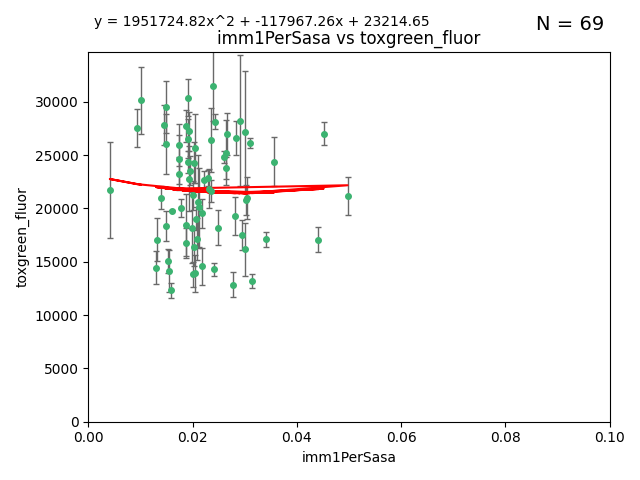 y = 1951724.82x^2 + -117967.26x + 23214.65
N = 69
imm1PerSasa vs toxgreen_fluor
30000
25000
20000
15000
10000
5000
0
toxgreen_fluor
0.00 0.02 0.04 0.06 0.08 0.10
imm1PerSasa